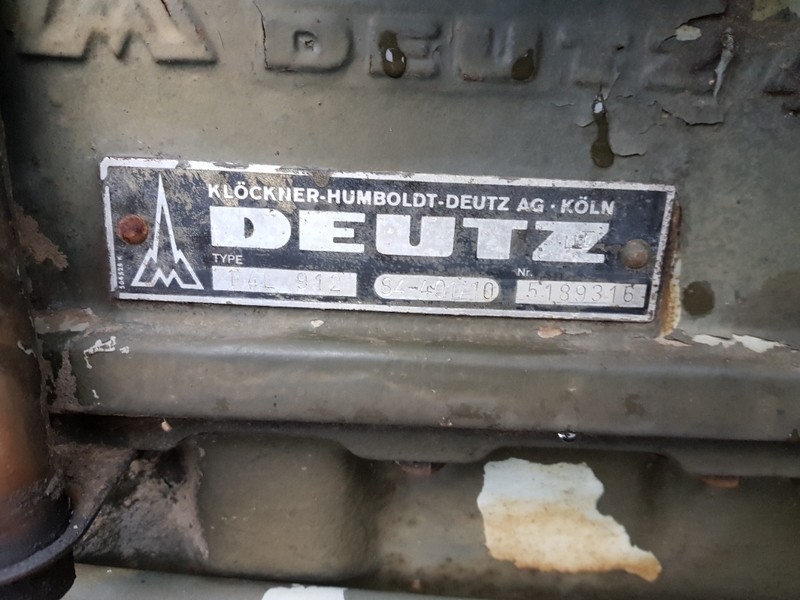 DEUTZ
KLÖCKNER-HUMBOLDT-DEUTZ AG · KÖLN
DEUTZ
TYPE Nr.
912 5189316